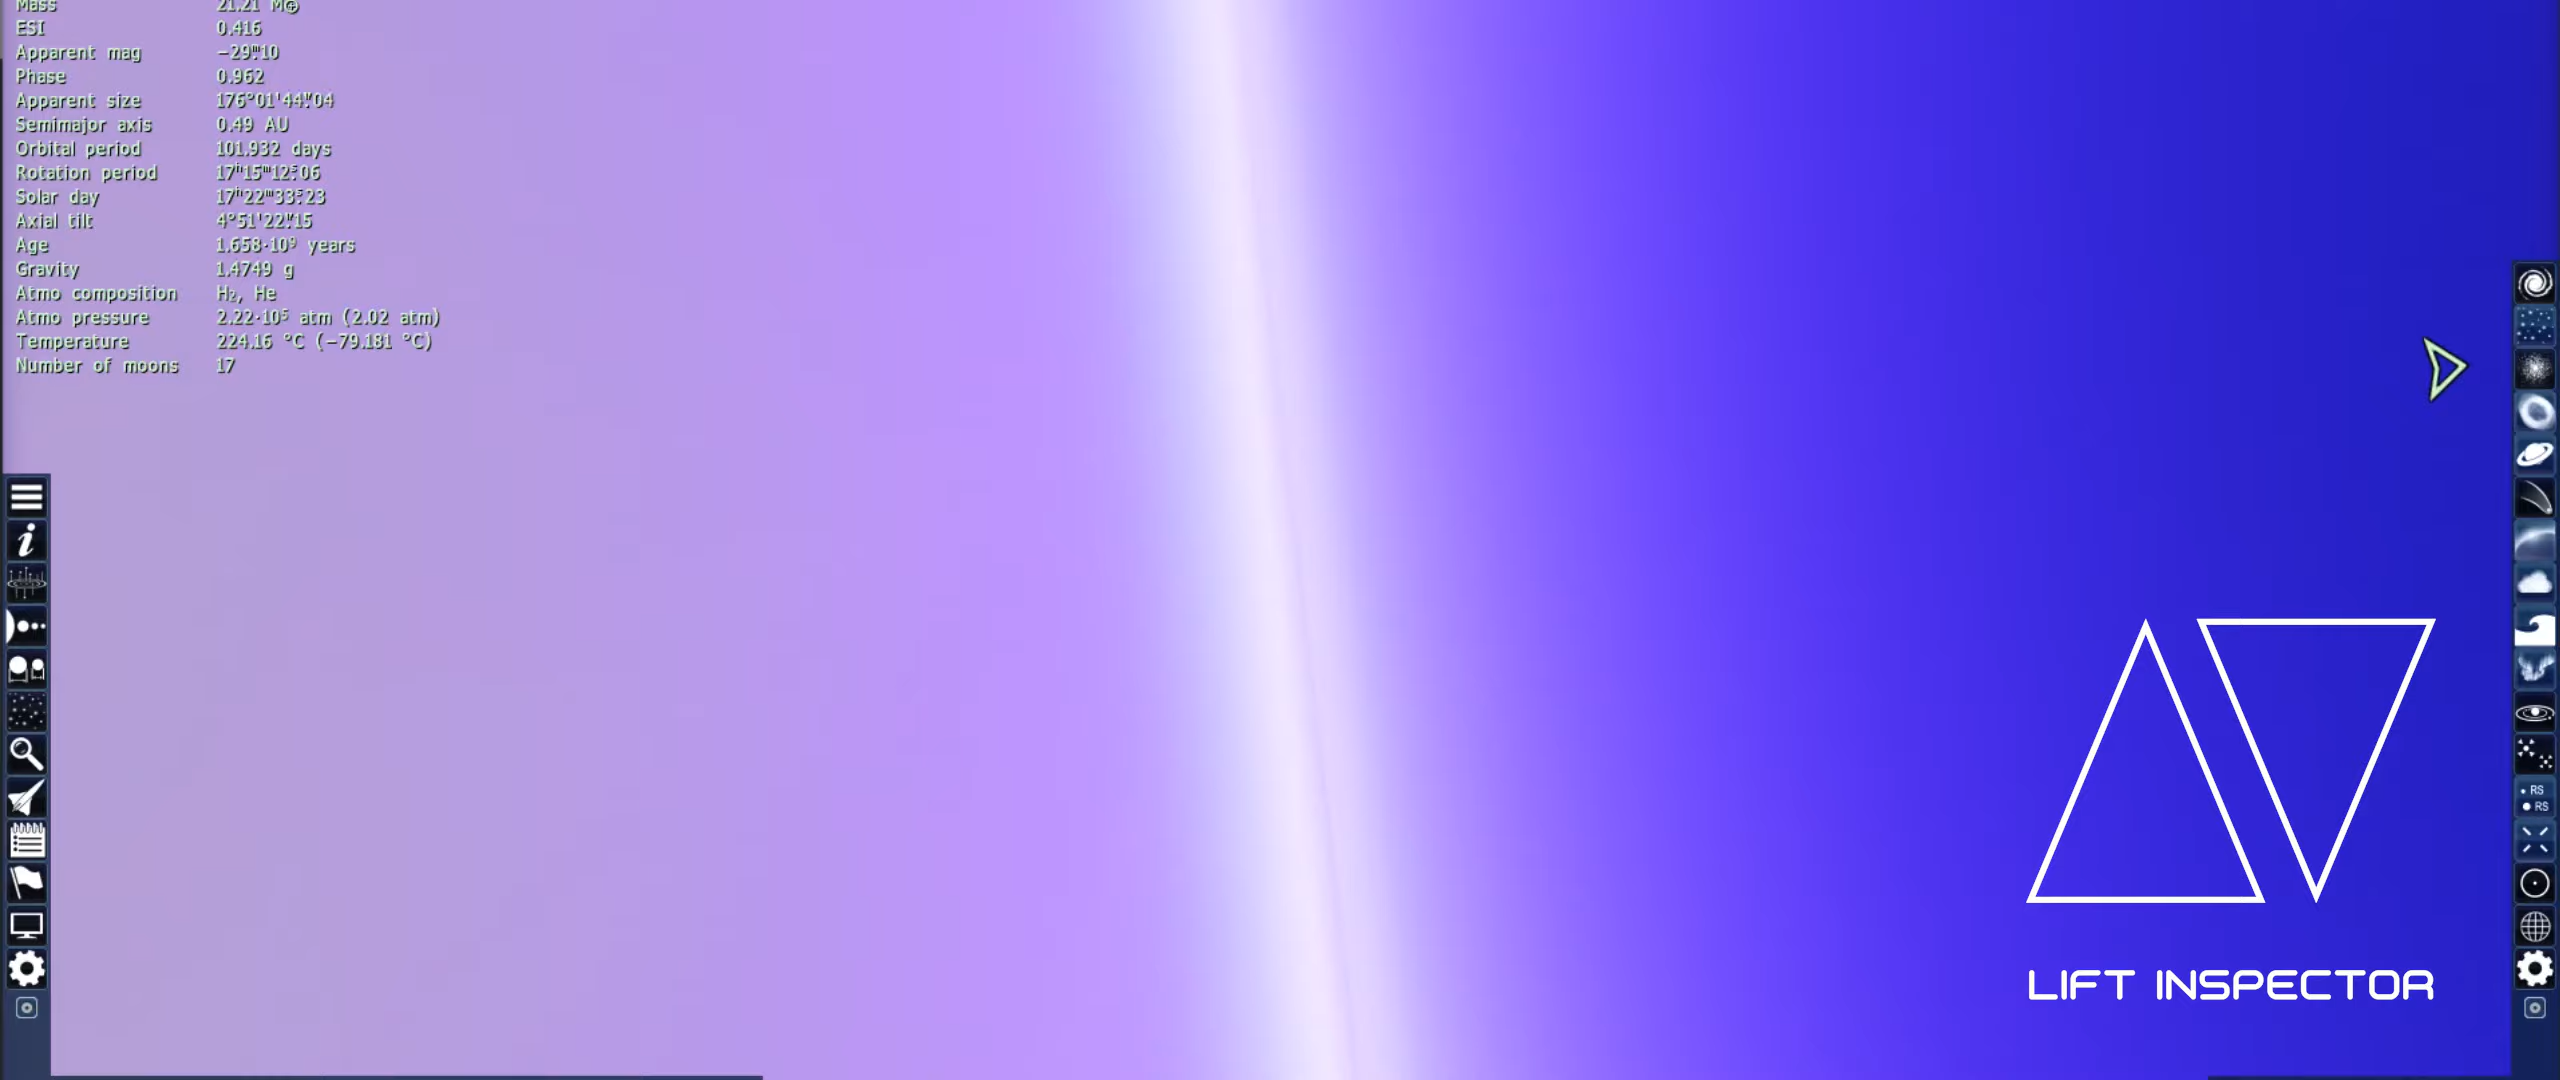 Mass 21.21 M⊕
ESI 0.416
Apparent mag −29ᵐ10
Phase 0.962
Apparent size 176°01'44"04
Semimajor axis 0.49 AU
Orbital period 101.932 days
Rotation period 17ʰ15ᵐ12ˢ06
Solar day 17ʰ22ᵐ33ˢ23
Axial tilt 4°51'22"15
Age 1.658·10⁹ years
Gravity 1.4749 g
Atmo composition H₂, He
Atmo pressure 2.22·10⁵ atm (2.02 atm)
Temperature 224.16 °C (−79.181 °C)
Number of moons 17
RS
RS
LIFT INSPECTOR